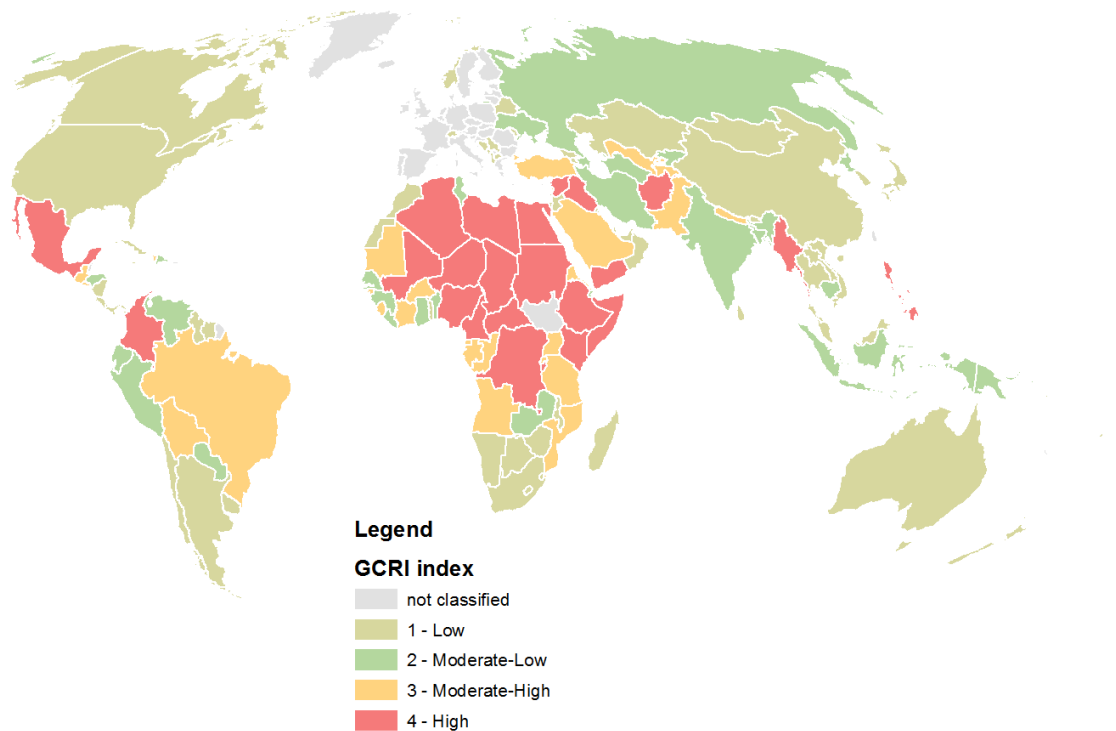 Legend
GCRI index
not classified
1 - Low
2 - Moderate-Low
3 - Moderate-High
4 - High